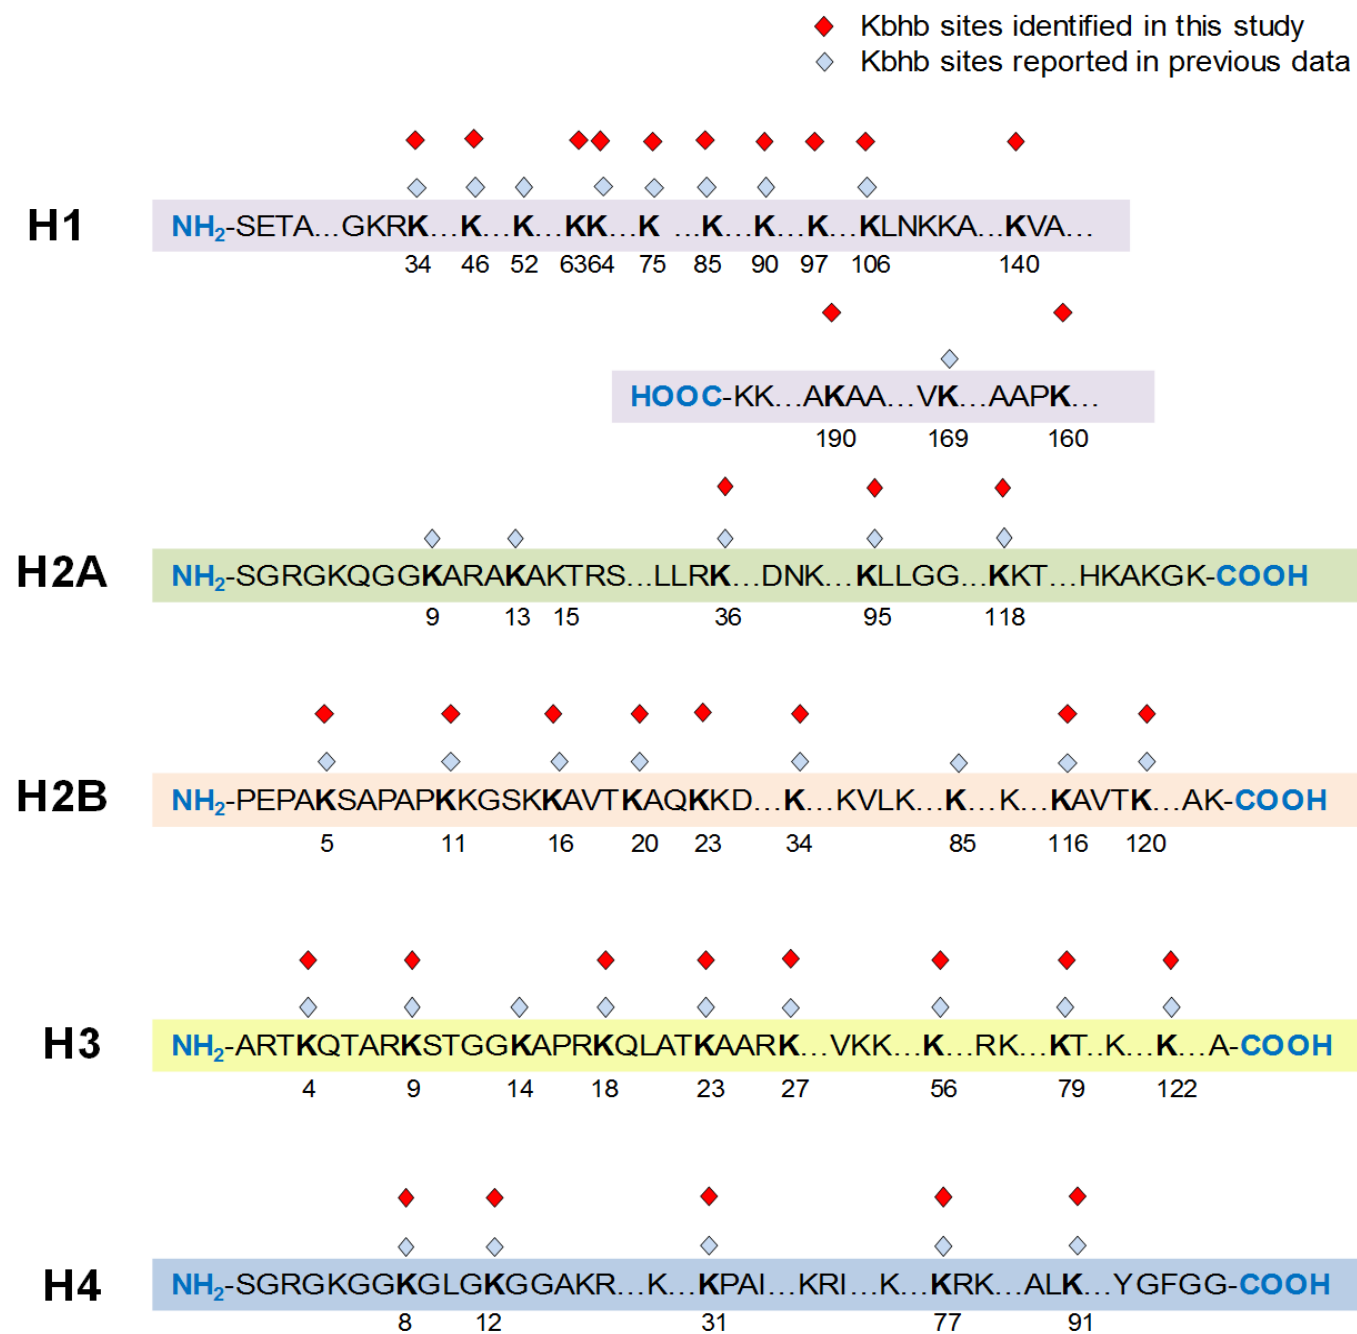 Kbhb sites identified in this study
Kbhb sites reported in previous data
H1
NH2-SETA...GKRK...K...K...KK...K ...K...K...K...KLNKKA...KVA...
34 46 52 6364 75 85 90 97 106 140
HOOC-KK...AKAA...VK...AAPK...
190 169 160
H2A
NH2-SGRGKQGGKARAKAKTRS...LLRK...DNK...KLLGG...KKT...HKAKGK-COOH
9 13 15 36 95 118
H2B
NH2-PEPAKSAPAPKKGSKKAVTKAQKKD...K...KVLK...K...K...KAVTK...AK-COOH
5 11 16 20 23 34 85 116 120
H3
NH2-ARTKQTARKSTGGKAPRKQLATKAARK...VKK...K...RK...KT..K...K...A-COOH
4 9 14 18 23 27 56 79 122
H4
NH2-SGRGKGGKGLGKGGAKR...K...KPAI...KRI...K...KRK...ALK...YGFGG-COOH
8 12 31 77 91